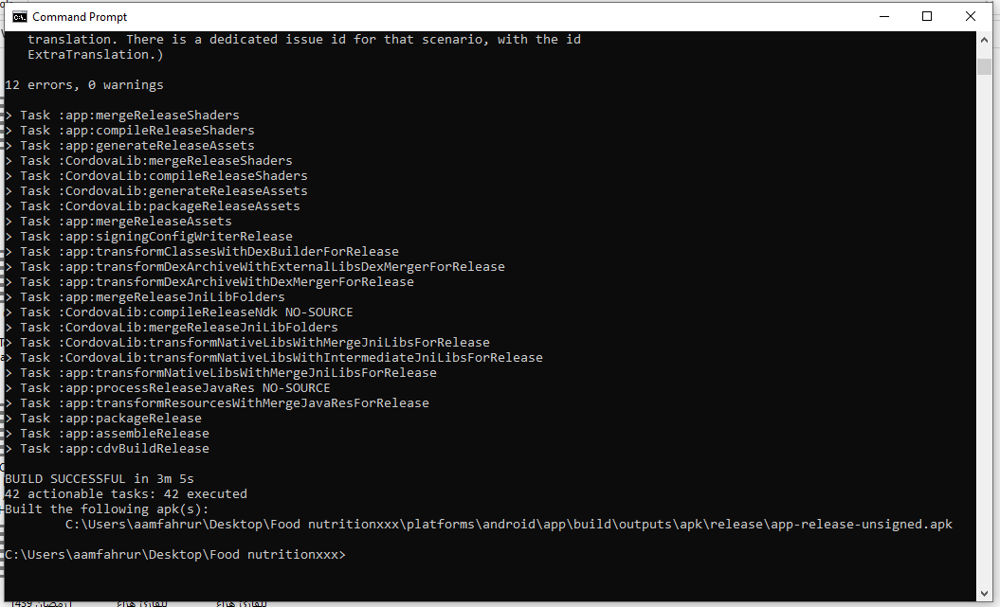 Command Prompt
translation. There is a dedicated issue id for that scenario, with the id
ExtraTranslation.)
12 errors, 0 warnings
> Task :app:mergeReleaseShaders
> Task :app:compileReleaseShaders
> Task :app:generateReleaseAssets
> Task :CordovaLib:mergeReleaseShaders
> Task :CordovaLib:compileReleaseShaders
> Task :CordovaLib:generateReleaseAssets
> Task :CordovaLib:packageReleaseAssets
> Task :app:mergeReleaseAssets
> Task :app:signingConfigWriterRelease
> Task :app:transformClassesWithDexBuilderForRelease
> Task :app:transformDexArchiveWithExternalLibsDexMergerForRelease
> Task :app:transformDexArchiveWithDexMergerForRelease
> Task :app:mergeReleaseJniLibFolders
> Task :CordovaLib:compileReleaseNdk NO-SOURCE
> Task :CordovaLib:mergeReleaseJniLibFolders
> Task :CordovaLib:transformNativeLibsWithMergeJniLibsForRelease
> Task :CordovaLib:transformNativeLibsWithIntermediateJniLibsForRelease
> Task :app:transformNativeLibsWithMergeJniLibsForRelease
> Task :app:processReleaseJavaRes NO-SOURCE
> Task :app:transformResourcesWithMergeJavaResForRelease
> Task :app:packageRelease
> Task :app:assembleRelease
> Task :app:cdvBuildRelease
BUILD SUCCESSFUL in 3m 5s
42 actionable tasks: 42 executed
Built the following apk(s):
C:\Users\aamfahrur\Desktop\Food nutritionxxx\platforms\android\app\build\outputs\apk\release\app-release-unsigned.apk
C:\Users\aamfahrur\Desktop\Food nutritionxxx>